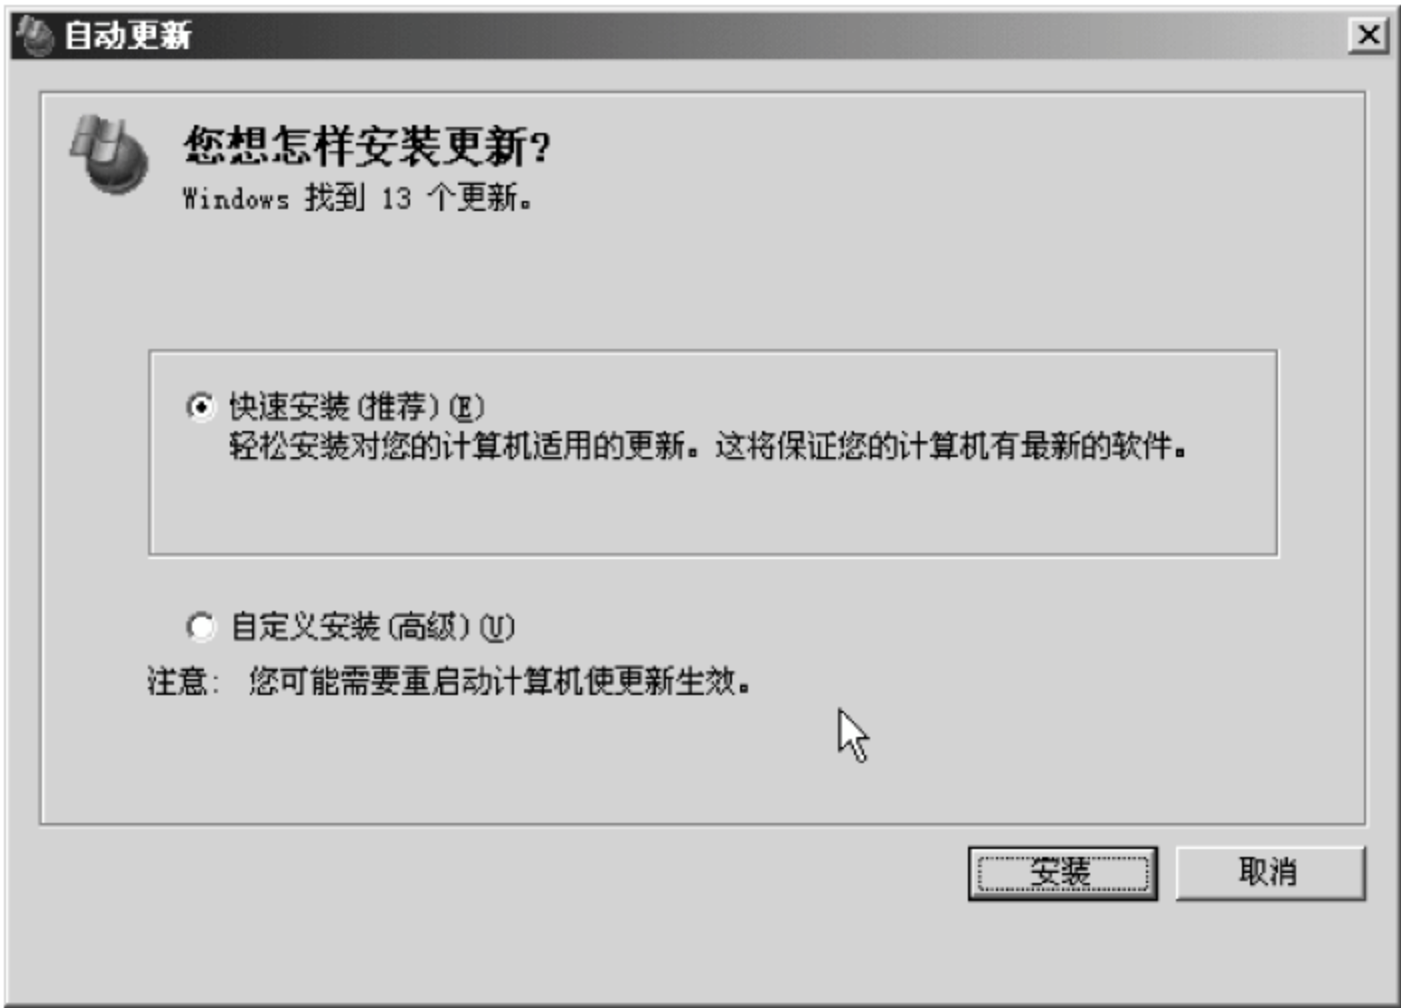 自动更新
您想怎样安装更新?
Windows 找到 13 个更新。
快速安装(推荐)(E)
轻松安装对您的计算机适用的更新。这将保证您的计算机有最新的软件。
自定义安装(高级)(U)
注意: 您可能需要重启动计算机使更新生效。
安装
取消